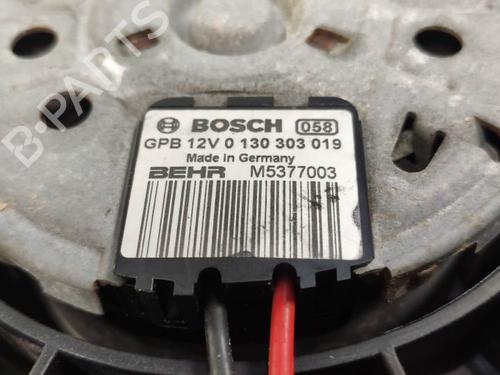 BOSCH 058
GPB 12V 0 130 303 019
Made in Germany
BEHR M5377003
B-PARTS